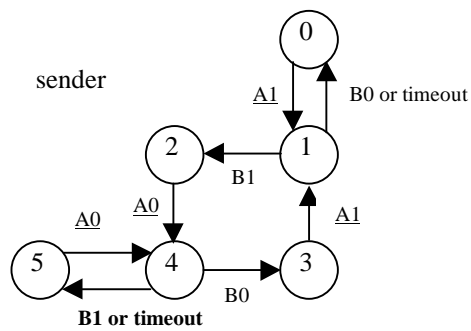 0
sender
A1
B0 or timeout
2
1
B1
A0
A0
A1
5
4
3
B0
B1 or timeout